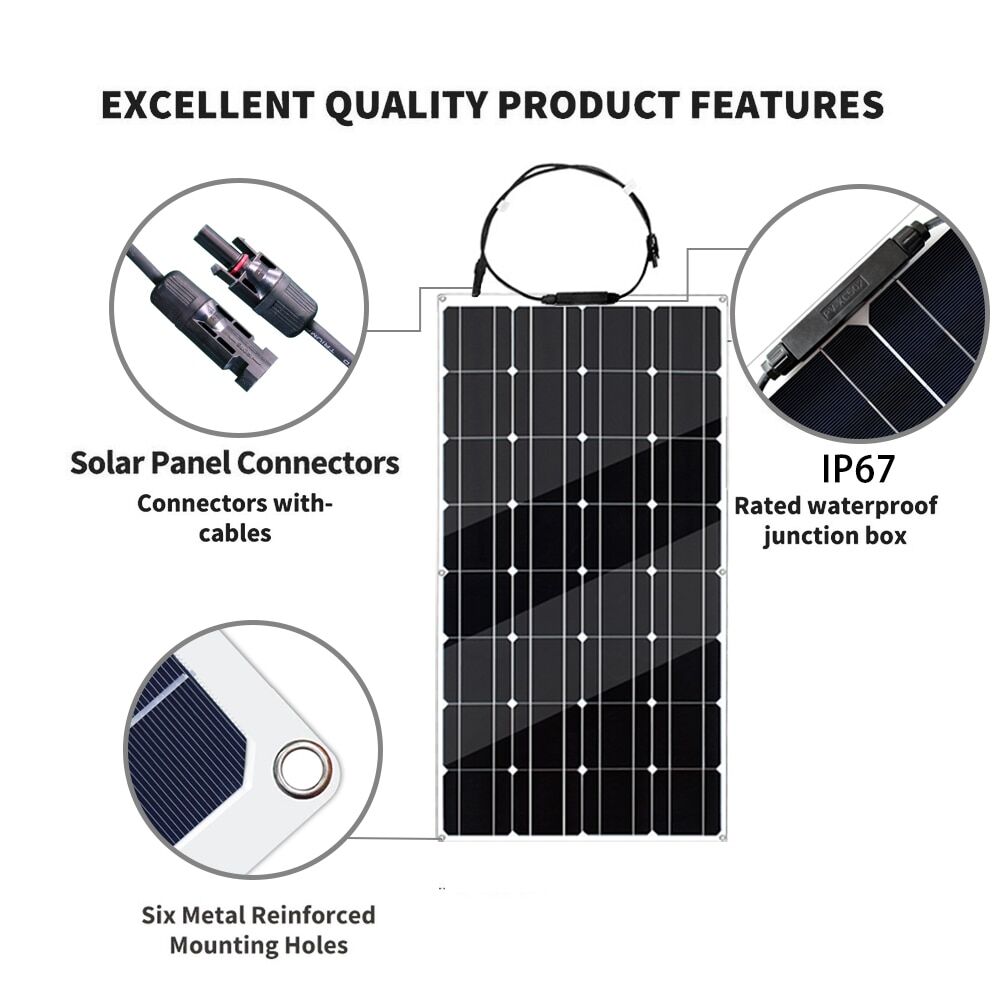 EXCELLENT QUALITY PRODUCT FEATURES
Solar Panel Connectors
Connectors with-
cables
IP67
Rated waterproof
junction box
Six Metal Reinforced
Mounting Holes